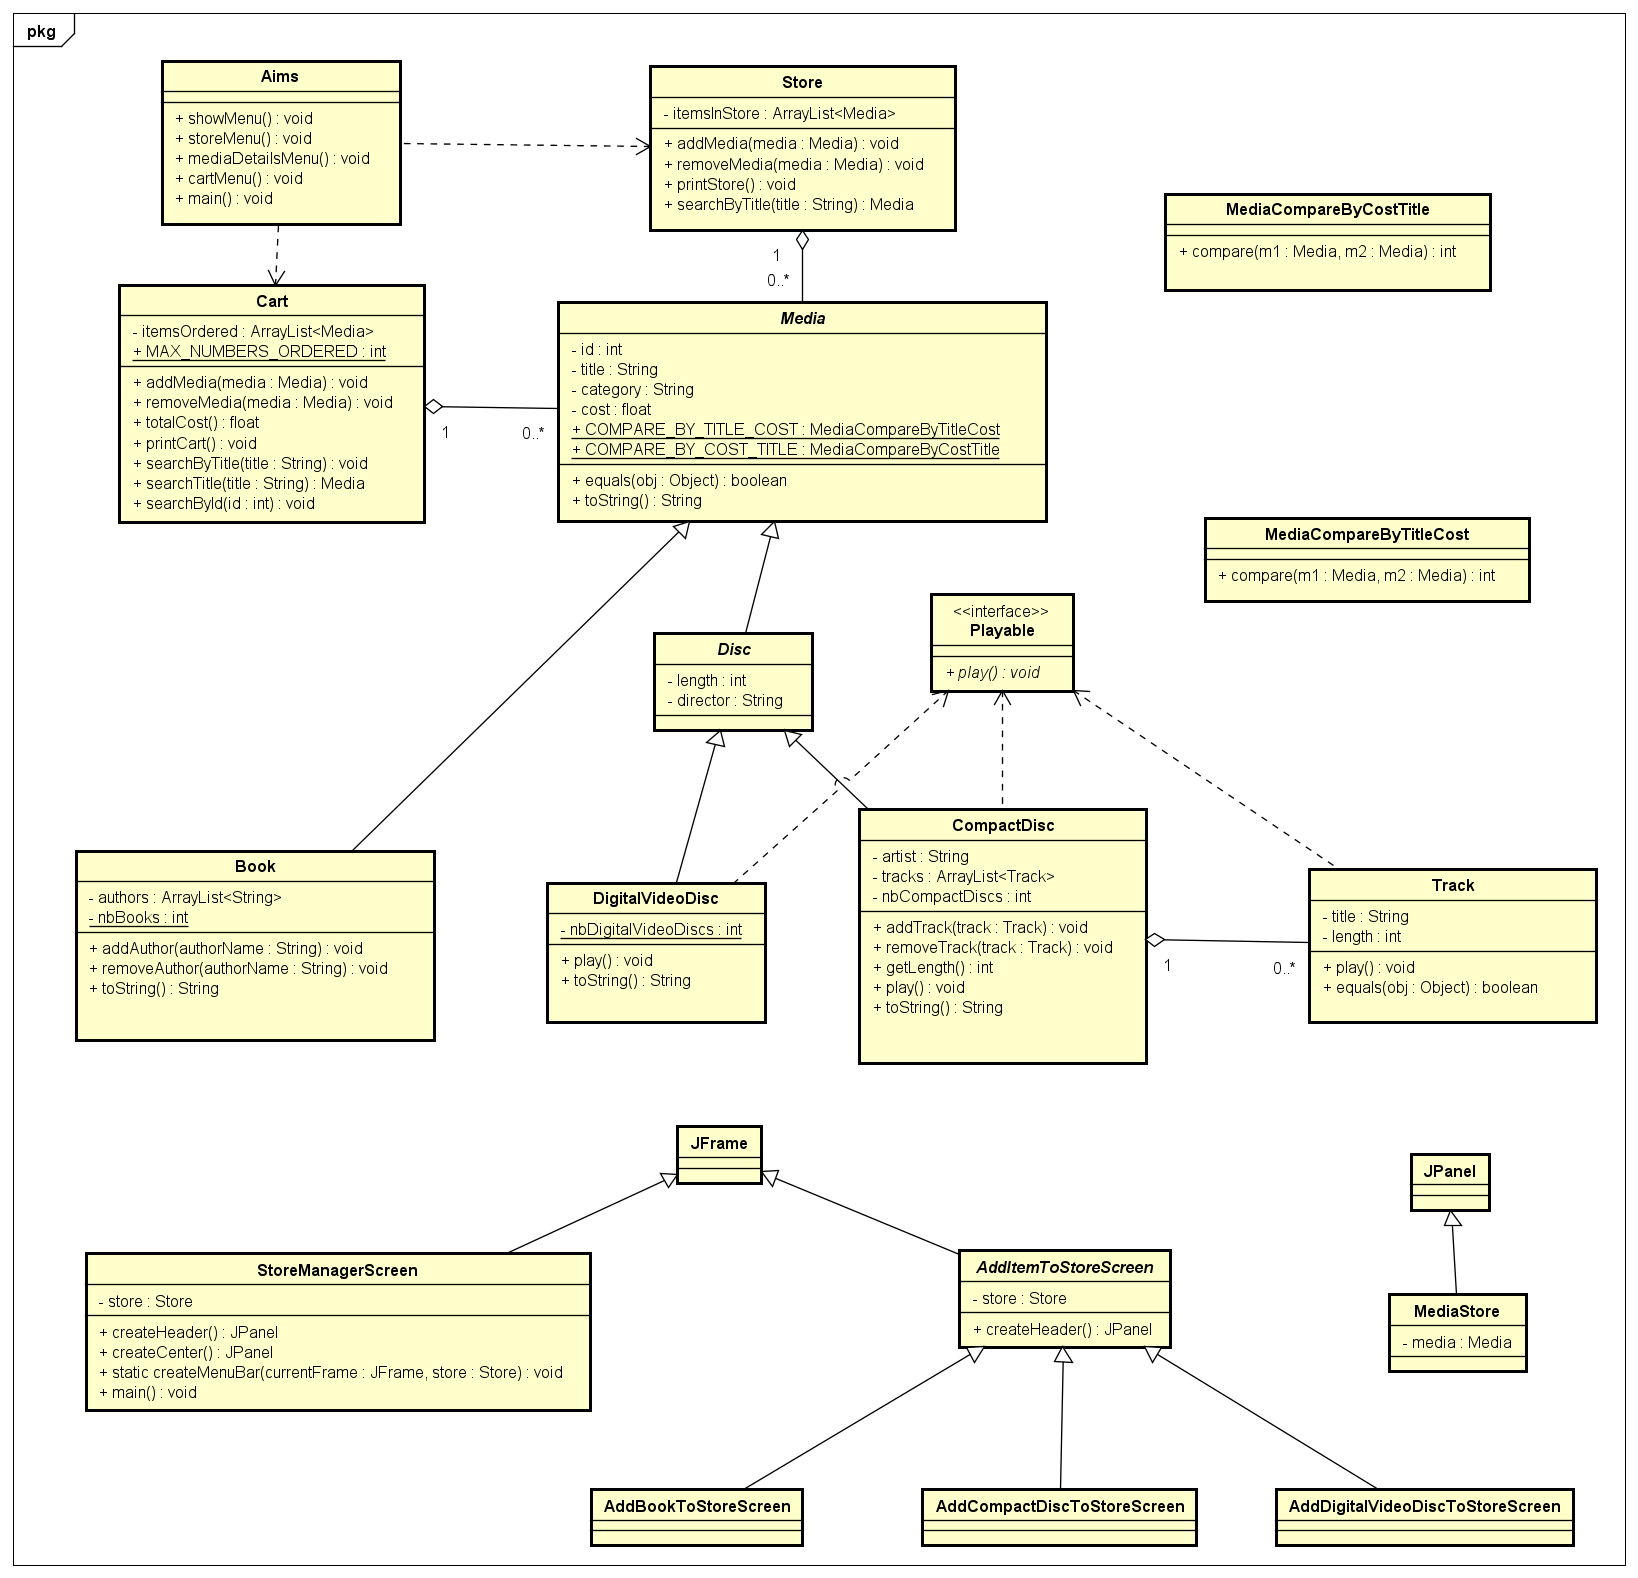 pkg
Aims
+ showMenu() : void
+ storeMenu() : void
+ mediaDetailsMenu() : void
+ cartMenu() : void
+ main() : void
Store
- itemsInStore : ArrayList<Media>
+ addMedia(media : Media) : void
+ removeMedia(media : Media) : void
+ printStore() : void
+ searchByTitle(title : String) : Media
MediaCompareByCostTitle
+ compare(m1 : Media, m2 : Media) : int
1
0..*
Cart
- itemsOrdered : ArrayList<Media>
+ MAX_NUMBERS_ORDERED : int
+ addMedia(media : Media) : void
+ removeMedia(media : Media) : void
+ totalCost() : float
+ printCart() : void
+ searchByTitle(title : String) : void
+ searchTitle(title : String) : Media
+ searchById(id : int) : void
1
0..*
Media
- id : int
- title : String
- category : String
- cost : float
+ COMPARE_BY_TITLE_COST : MediaCompareByTitleCost
+ COMPARE_BY_COST_TITLE : MediaCompareByCostTitle
+ equals(obj : Object) : boolean
+ toString() : String
MediaCompareByTitleCost
+ compare(m1 : Media, m2 : Media) : int
<<interface>>
Playable
+ play() : void
Disc
- length : int
- director : String
Book
- authors : ArrayList<String>
- nbBooks : int
+ addAuthor(authorName : String) : void
+ removeAuthor(authorName : String) : void
+ toString() : String
DigitalVideoDisc
- nbDigitalVideoDiscs : int
+ play() : void
+ toString() : String
CompactDisc
- artist : String
- tracks : ArrayList<Track>
- nbCompactDiscs : int
+ addTrack(track : Track) : void
+ removeTrack(track : Track) : void
+ getLength() : int
+ play() : void
+ toString() : String
1
0..*
Track
- title : String
- length : int
+ play() : void
+ equals(obj : Object) : boolean
JFrame
JPanel
StoreManagerScreen
- store : Store
+ createHeader() : JPanel
+ createCenter() : JPanel
+ static createMenuBar(currentFrame : JFrame, store : Store) : void
+ main() : void
AddItemToStoreScreen
- store : Store
+ createHeader() : JPanel
MediaStore
- media : Media
AddBookToStoreScreen
AddCompactDiscToStoreScreen
AddDigitalVideoDiscToStoreScreen